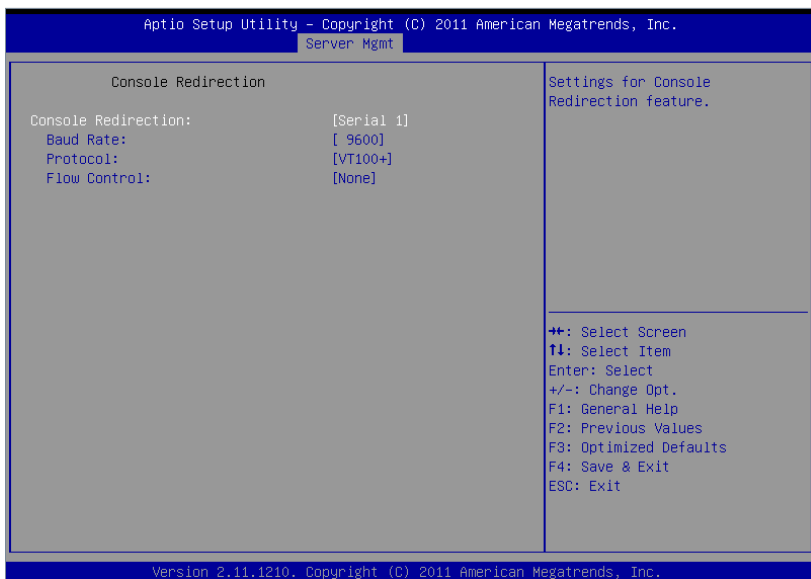 Aptio Setup Utility – Copyright (C) 2011 American Megatrends, Inc.
Server Mgmt
Console Redirection
Console Redirection: [Serial 1]
Baud Rate: [ 9600]
Protocol: [VT100+]
Flow Control: [None]
Settings for Console
Redirection feature.
→←: Select Screen
↑↓: Select Item
Enter: Select
+/-: Change Opt.
F1: General Help
F2: Previous Values
F3: Optimized Defaults
F4: Save & Exit
ESC: Exit
Version 2.11.1210. Copyright (C) 2011 American Megatrends, Inc.